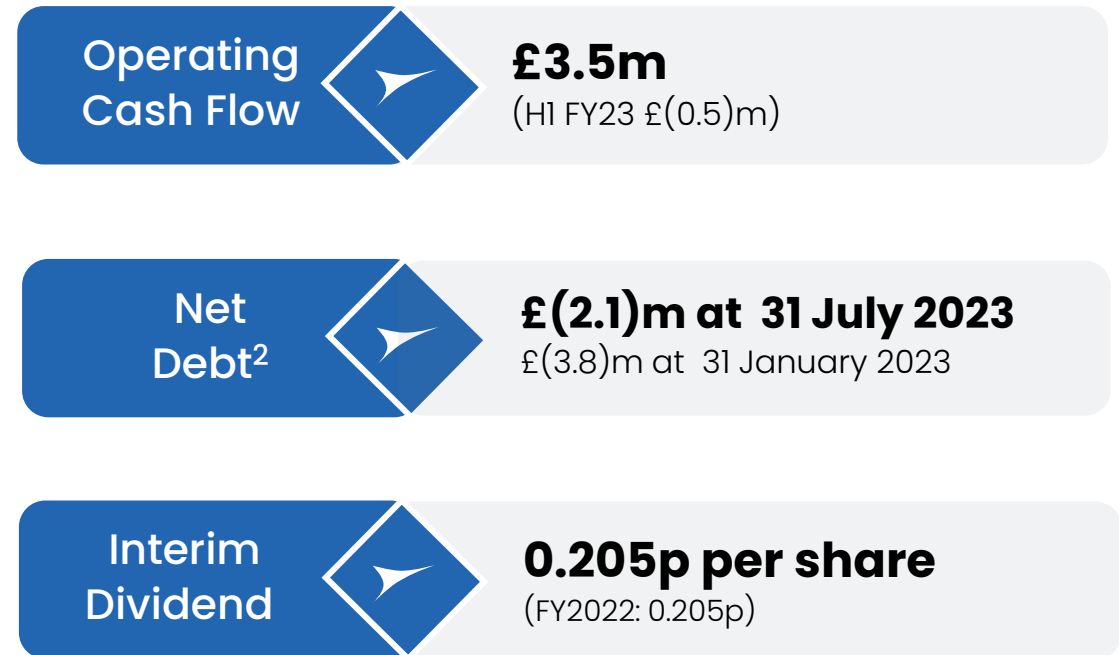 Operating
Cash Flow
£3.5m
(H1 FY23 £(0.5)m)
Net
Debt²
£(2.1)m at 31 July 2023
£(3.8)m at 31 January 2023
Interim
Dividend
0.205p per share
(FY2022: 0.205p)